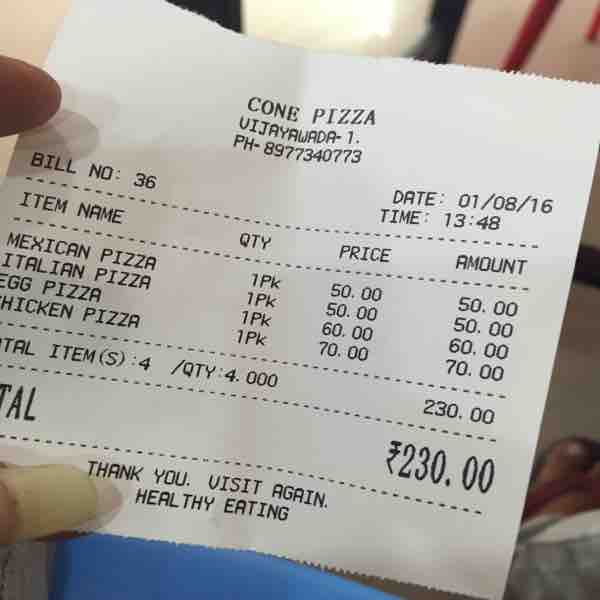 CONE PIZZA
VIJAYAWADA-1.
PH-8977340773
BILL NO: 36
DATE: 01/08/16
TIME: 13:48
ITEM NAME QTY PRICE AMOUNT
MEXICAN PIZZA 1Pk 50.00 50.00
ITALIAN PIZZA 1Pk 50.00 50.00
EGG PIZZA 1Pk 60.00 60.00
HICKEN PIZZA 1Pk 70.00 70.00
OTAL ITEM(S):4 /QTY:4.000 230.00
TAL ₹230.00
THANK YOU. VISIT AGAIN.
HEALTHY EATING